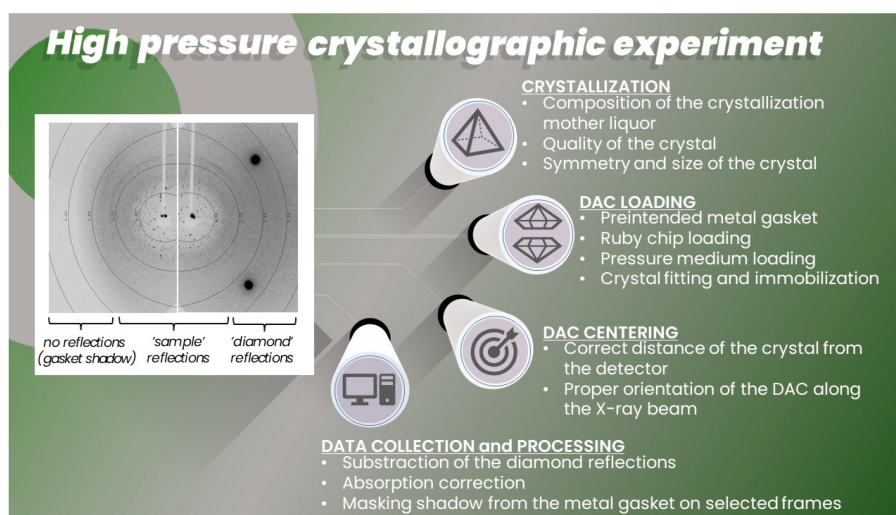 High pressure crystallographic experiment
CRYSTALLIZATION
• Composition of the crystallization
mother liquor
• Quality of the crystal
• Symmetry and size of the crystal
DAC LOADING
• Preintended metal gasket
• Ruby chip loading
• Pressure medium loading
• Crystal fitting and immobilization
no reflections
(gasket shadow)
'sample'
reflections
'diamond'
reflections
DAC CENTERING
• Correct distance of the crystal from
the detector
• Proper orientation of the DAC along
the X-ray beam
DATA COLLECTION and PROCESSING
• Substraction of the diamond reflections
• Absorption correction
• Masking shadow from the metal gasket on selected frames